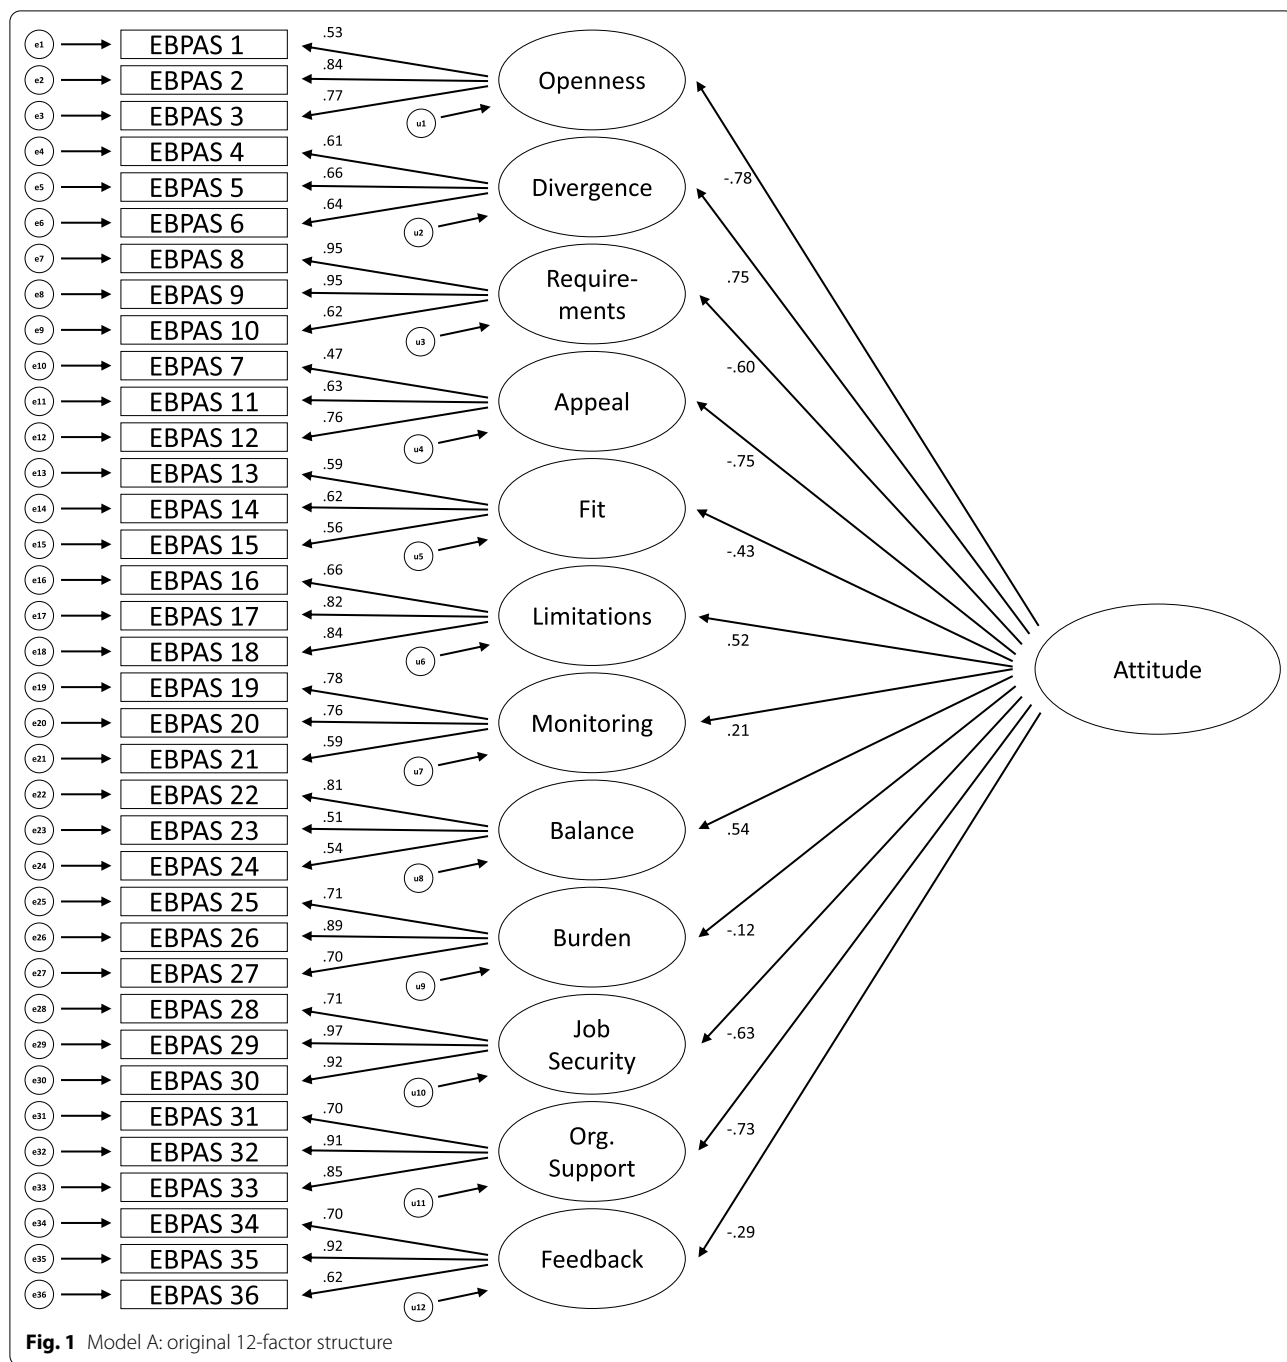 e1 EBPAS 1 .53
e2 EBPAS 2 .84
e3 EBPAS 3 .77
Openness
u1
e4 EBPAS 4 .61
e5 EBPAS 5 .66
e6 EBPAS 6 .64
Divergence
u2
e7 EBPAS 8 .95
e8 EBPAS 9 .95
e9 EBPAS 10 .62
Require-
ments
u3
e10 EBPAS 7 .47
e11 EBPAS 11 .63
e12 EBPAS 12 .76
Appeal
u4
e13 EBPAS 13 .59
e14 EBPAS 14 .62
e15 EBPAS 15 .56
Fit
u5
e16 EBPAS 16 .66
e17 EBPAS 17 .82
e18 EBPAS 18 .84
Limitations
u6
e19 EBPAS 19 .78
e20 EBPAS 20 .76
e21 EBPAS 21 .59
Monitoring
u7
e22 EBPAS 22 .81
e23 EBPAS 23 .51
e24 EBPAS 24 .54
Balance
u8
e25 EBPAS 25 .71
e26 EBPAS 26 .89
e27 EBPAS 27 .70
Burden
u9
e28 EBPAS 28 .71
e29 EBPAS 29 .97
e30 EBPAS 30 .92
Job
Security
u10
e31 EBPAS 31 .70
e32 EBPAS 32 .91
e33 EBPAS 33 .85
Org.
Support
u11
e34 EBPAS 34 .70
e35 EBPAS 35 .92
e36 EBPAS 36 .62
Feedback
u12
-.78
.75
-.60
-.75
-.43
.52
.21
.54
-.12
-.63
-.73
-.29
Attitude
Fig. 1 Model A: original 12-factor structure